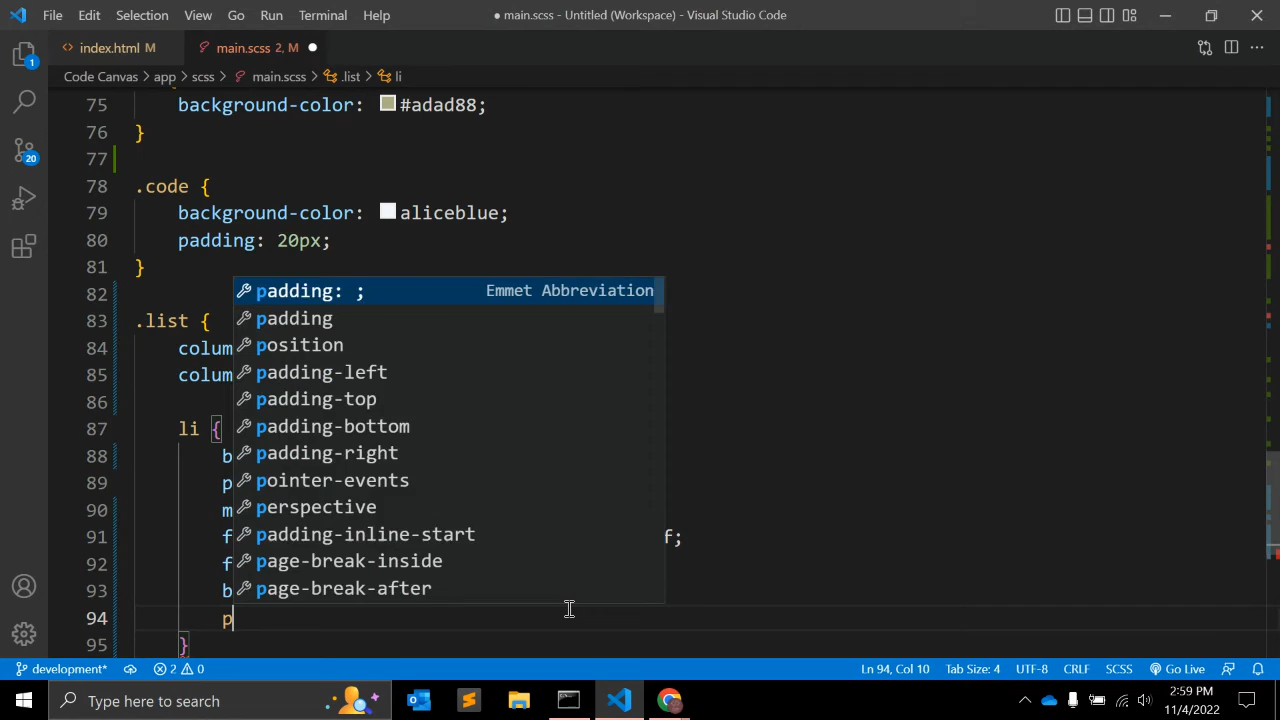 File Edit Selection View Go Run Terminal Help ● main.scss - Untitled (Workspace) - Visual Studio Code
<> index.html M main.scss 2, M ●
Code Canvas > app > scss > main.scss > .list > li
75 background-color: #adad88;
76 }
77
78 .code {
79 background-color: aliceblue;
80 padding: 20px;
81 }
82
83 .list {
84 colum
85 colum
86
87 li {
88 b
89 p
90 m
91 f f;
92 f
93 b
94 p
95 }
padding: ; Emmet Abbreviation
padding
position
padding-left
padding-top
padding-bottom
padding-right
pointer-events
perspective
padding-inline-start
page-break-inside
page-break-after
1
20
development* 2 0 Ln 94, Col 10 Tab Size: 4 UTF-8 CRLF SCSS Go Live
Type here to search
2:59 PM
11/4/2022